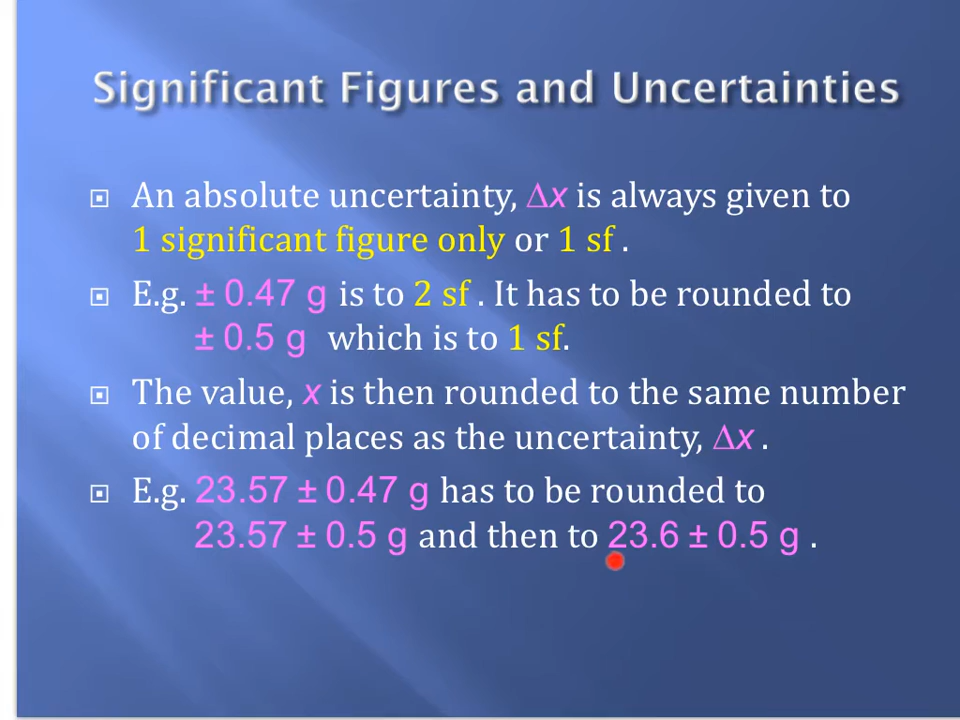 Significant Figures and Uncertainties
An absolute uncertainty, Δx is always given to
1 significant figure only or 1 sf .
E.g. ± 0.47 g is to 2 sf . It has to be rounded to
± 0.5 g which is to 1 sf.
The value, x is then rounded to the same number
of decimal places as the uncertainty, Δx .
E.g. 23.57 ± 0.47 g has to be rounded to
23.57 ± 0.5 g and then to 23.6 ± 0.5 g .